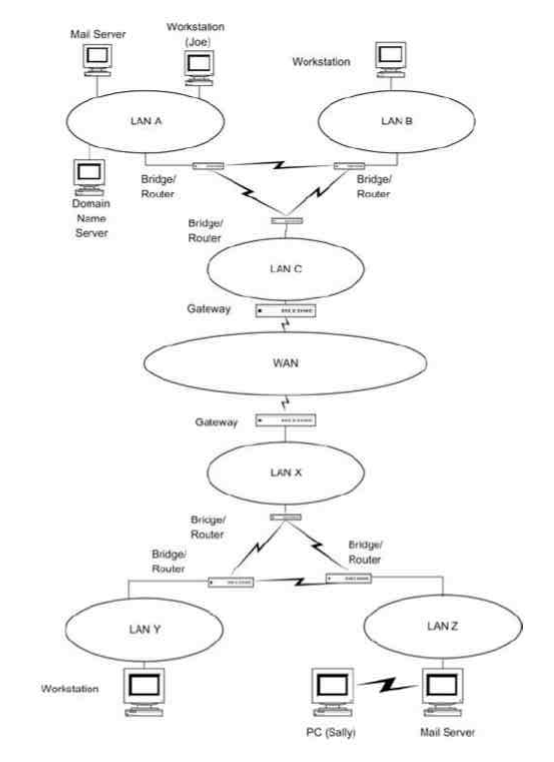 Mail Server
Workstation
(Joe)
Workstation
LAN A
LAN B
Bridge/
Router
Bridge/
Router
Domain
Name
Server
Bridge/
Router
LAN C
Gateway
WAN
Gateway
LAN X
Bridge/
Router
Bridge/
Router
Bridge/
Router
LAN Y
LAN Z
Workstation
PC (Sally)
Mail Server